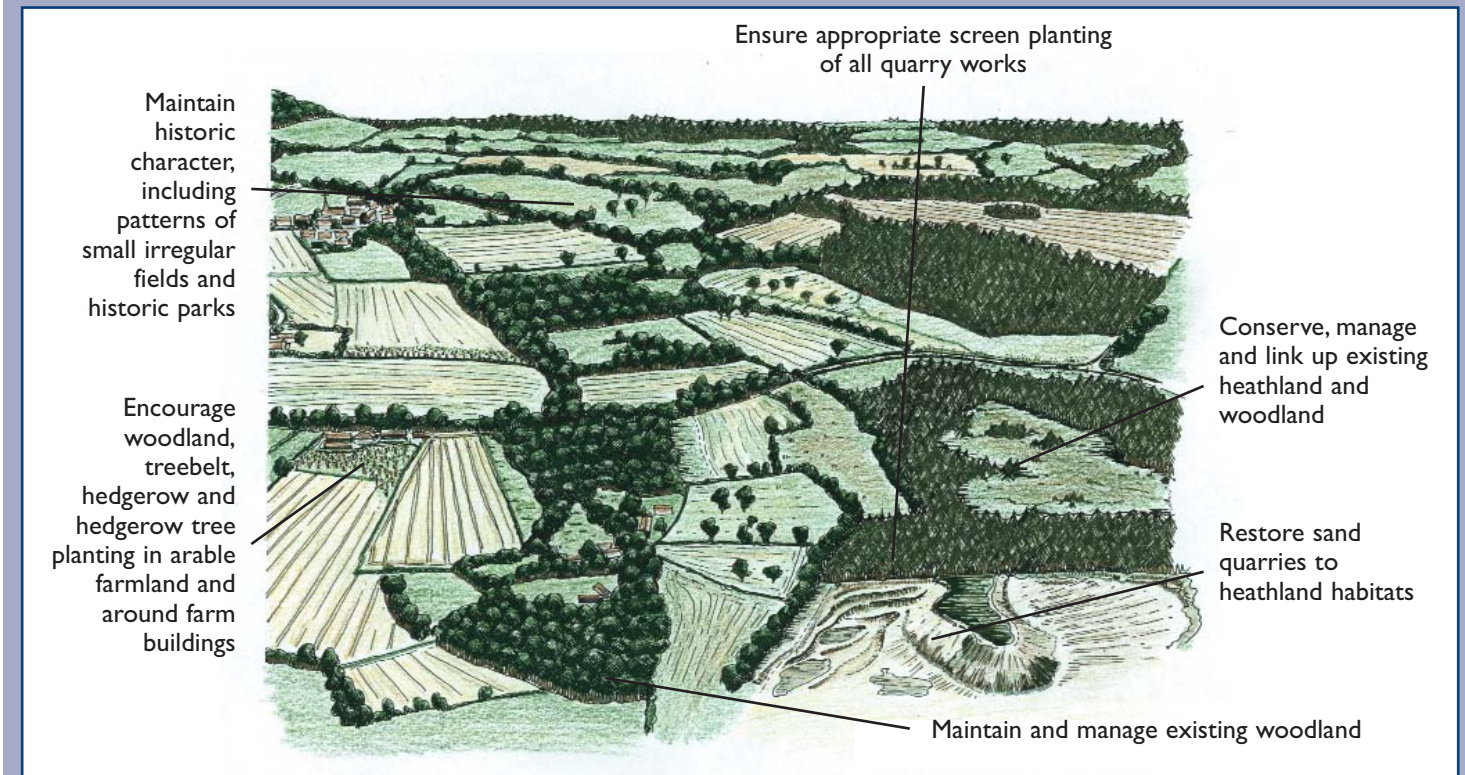 Ensure appropriate screen planting
of all quarry works
Maintain
historic
character,
including
patterns of
small irregular
fields and
historic parks
Conserve, manage
and link up existing
heathland and
woodland
Encourage
woodland,
treebelt,
hedgerow and
hedgerow tree
planting in arable
farmland and
around farm
buildings
Restore sand
quarries to
heathland habitats
Maintain and manage existing woodland